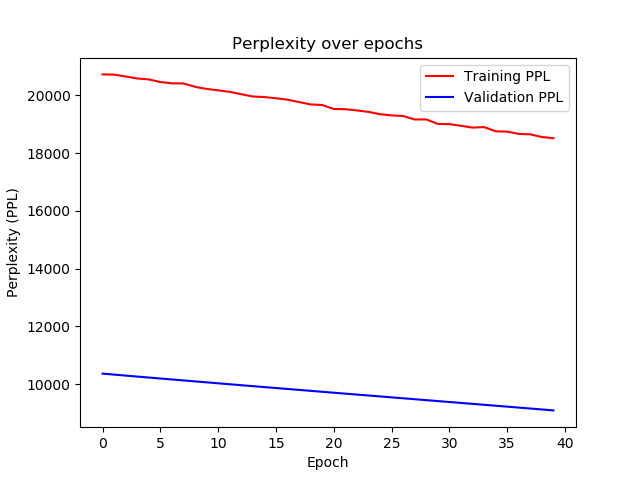 Perplexity over epochs
Training PPL
Validation PPL
20000
18000
16000
14000
12000
10000
Perplexity (PPL)
0 5 10 15 20 25 30 35 40
Epoch